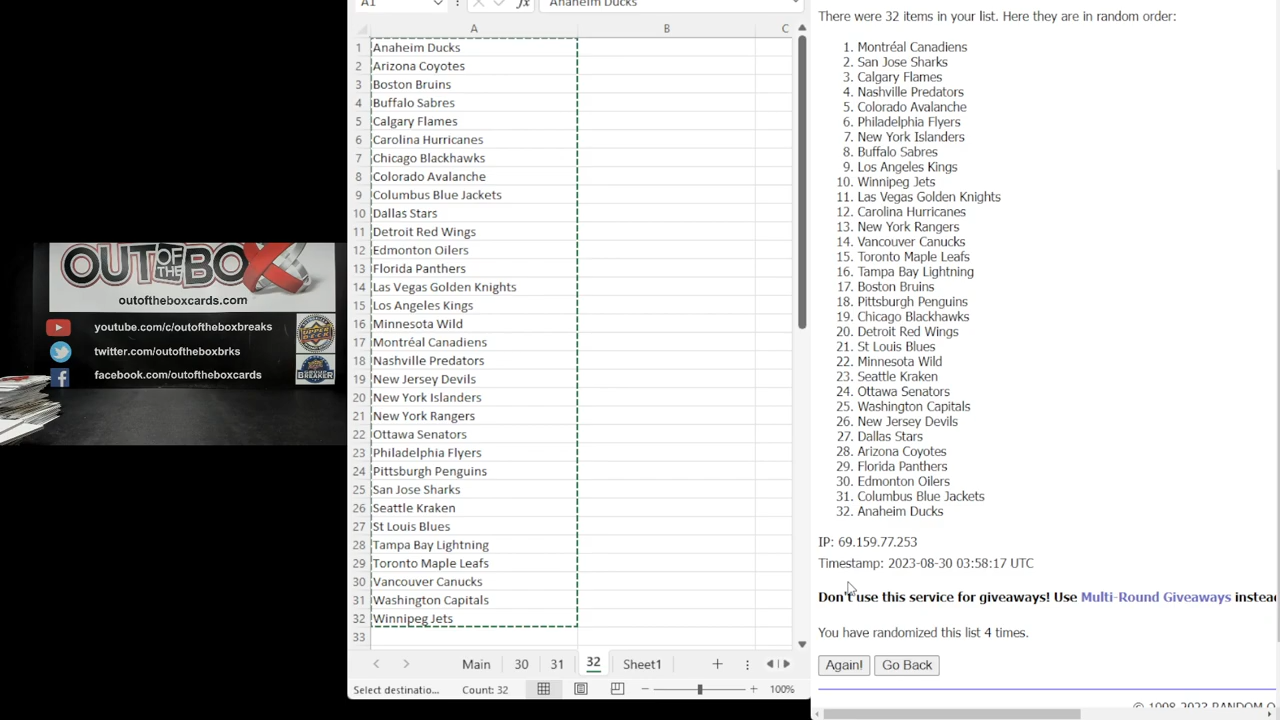 OUT OF THE BOX
outoftheboxcards.com
youtube.com/c/outoftheboxbreaks
twitter.com/outoftheboxbrks
facebook.com/outoftheboxcards
A1
fx
Anaheim Ducks
A B C
1 Anaheim Ducks
2 Arizona Coyotes
3 Boston Bruins
4 Buffalo Sabres
5 Calgary Flames
6 Carolina Hurricanes
7 Chicago Blackhawks
8 Colorado Avalanche
9 Columbus Blue Jackets
10 Dallas Stars
11 Detroit Red Wings
12 Edmonton Oilers
13 Florida Panthers
14 Las Vegas Golden Knights
15 Los Angeles Kings
16 Minnesota Wild
17 Montréal Canadiens
18 Nashville Predators
19 New Jersey Devils
20 New York Islanders
21 New York Rangers
22 Ottawa Senators
23 Philadelphia Flyers
24 Pittsburgh Penguins
25 San Jose Sharks
26 Seattle Kraken
27 St Louis Blues
28 Tampa Bay Lightning
29 Toronto Maple Leafs
30 Vancouver Canucks
31 Washington Capitals
32 Winnipeg Jets
33
Main 30 31 32 Sheet1
Select destinatio... Count: 32 100%
There were 32 items in your list. Here they are in random order:
1. Montréal Canadiens
2. San Jose Sharks
3. Calgary Flames
4. Nashville Predators
5. Colorado Avalanche
6. Philadelphia Flyers
7. New York Islanders
8. Buffalo Sabres
9. Los Angeles Kings
10. Winnipeg Jets
11. Las Vegas Golden Knights
12. Carolina Hurricanes
13. New York Rangers
14. Vancouver Canucks
15. Toronto Maple Leafs
16. Tampa Bay Lightning
17. Boston Bruins
18. Pittsburgh Penguins
19. Chicago Blackhawks
20. Detroit Red Wings
21. St Louis Blues
22. Minnesota Wild
23. Seattle Kraken
24. Ottawa Senators
25. Washington Capitals
26. New Jersey Devils
27. Dallas Stars
28. Arizona Coyotes
29. Florida Panthers
30. Edmonton Oilers
31. Columbus Blue Jackets
32. Anaheim Ducks
IP: 69.159.77.253
Timestamp: 2023-08-30 03:58:17 UTC
Don't use this service for giveaways! Use Multi-Round Giveaways instead
You have randomized this list 4 times.
Again! Go Back